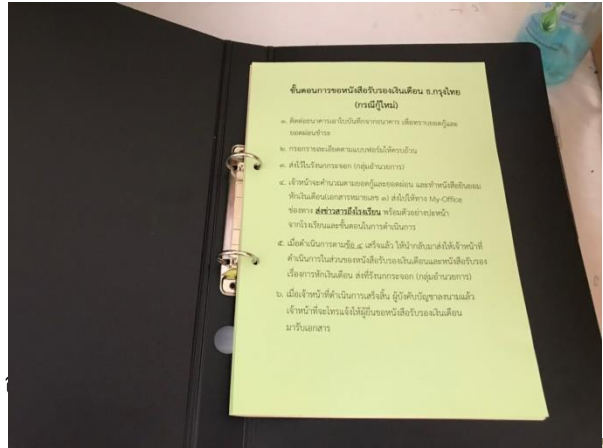 ขั้นตอนการขอหนังสือรับรองเงินเดือน ธ.กรุงไทย
(กรณีกู้ใหม่)
๑. ติดต่อธนาคารเอาใบบันทึกจากธนาคาร เพื่อทราบยอดกู้และ
ยอดผ่อนชำระ
๒. กรอกรายละเอียดตามแบบฟอร์มให้ครบถ้วน
๓. ส่งไว้ในรังนกกระจอก (กลุ่มอำนวยการ)
๔. เจ้าหน้าจะคำนวณตามยอดกู้และยอดผ่อน และทำหนังสือยินยอม
หักเงินเดือน(เอกสารหมายเลข ๓) ส่งไปให้ทาง My-Office
ช่องทาง ส่งข่าวสารถึงโรงเรียน พร้อมตัวอย่างปะหน้า
จากโรงเรียนและขั้นตอนในการดำเนินการ
๕. เมื่อดำเนินการตามข้อ ๔ เสร็จแล้ว ให้นำกลับมาส่งให้เจ้าหน้าที่
ดำเนินการในส่วนของหนังสือรับรองเงินเดือนและหนังสือรับรอง
เรื่องการหักเงินเดือน ส่งที่รังนกกระจอก (กลุ่มอำนวยการ)
๖. เมื่อเจ้าหน้าที่ดำเนินการเสร็จสิ้น ผู้บังคับบัญชาลงนามแล้ว
เจ้าหน้าที่จะโทรแจ้งให้ผู้ยื่นขอหนังสือรับรองเงินเดือน
มารับเอกสาร